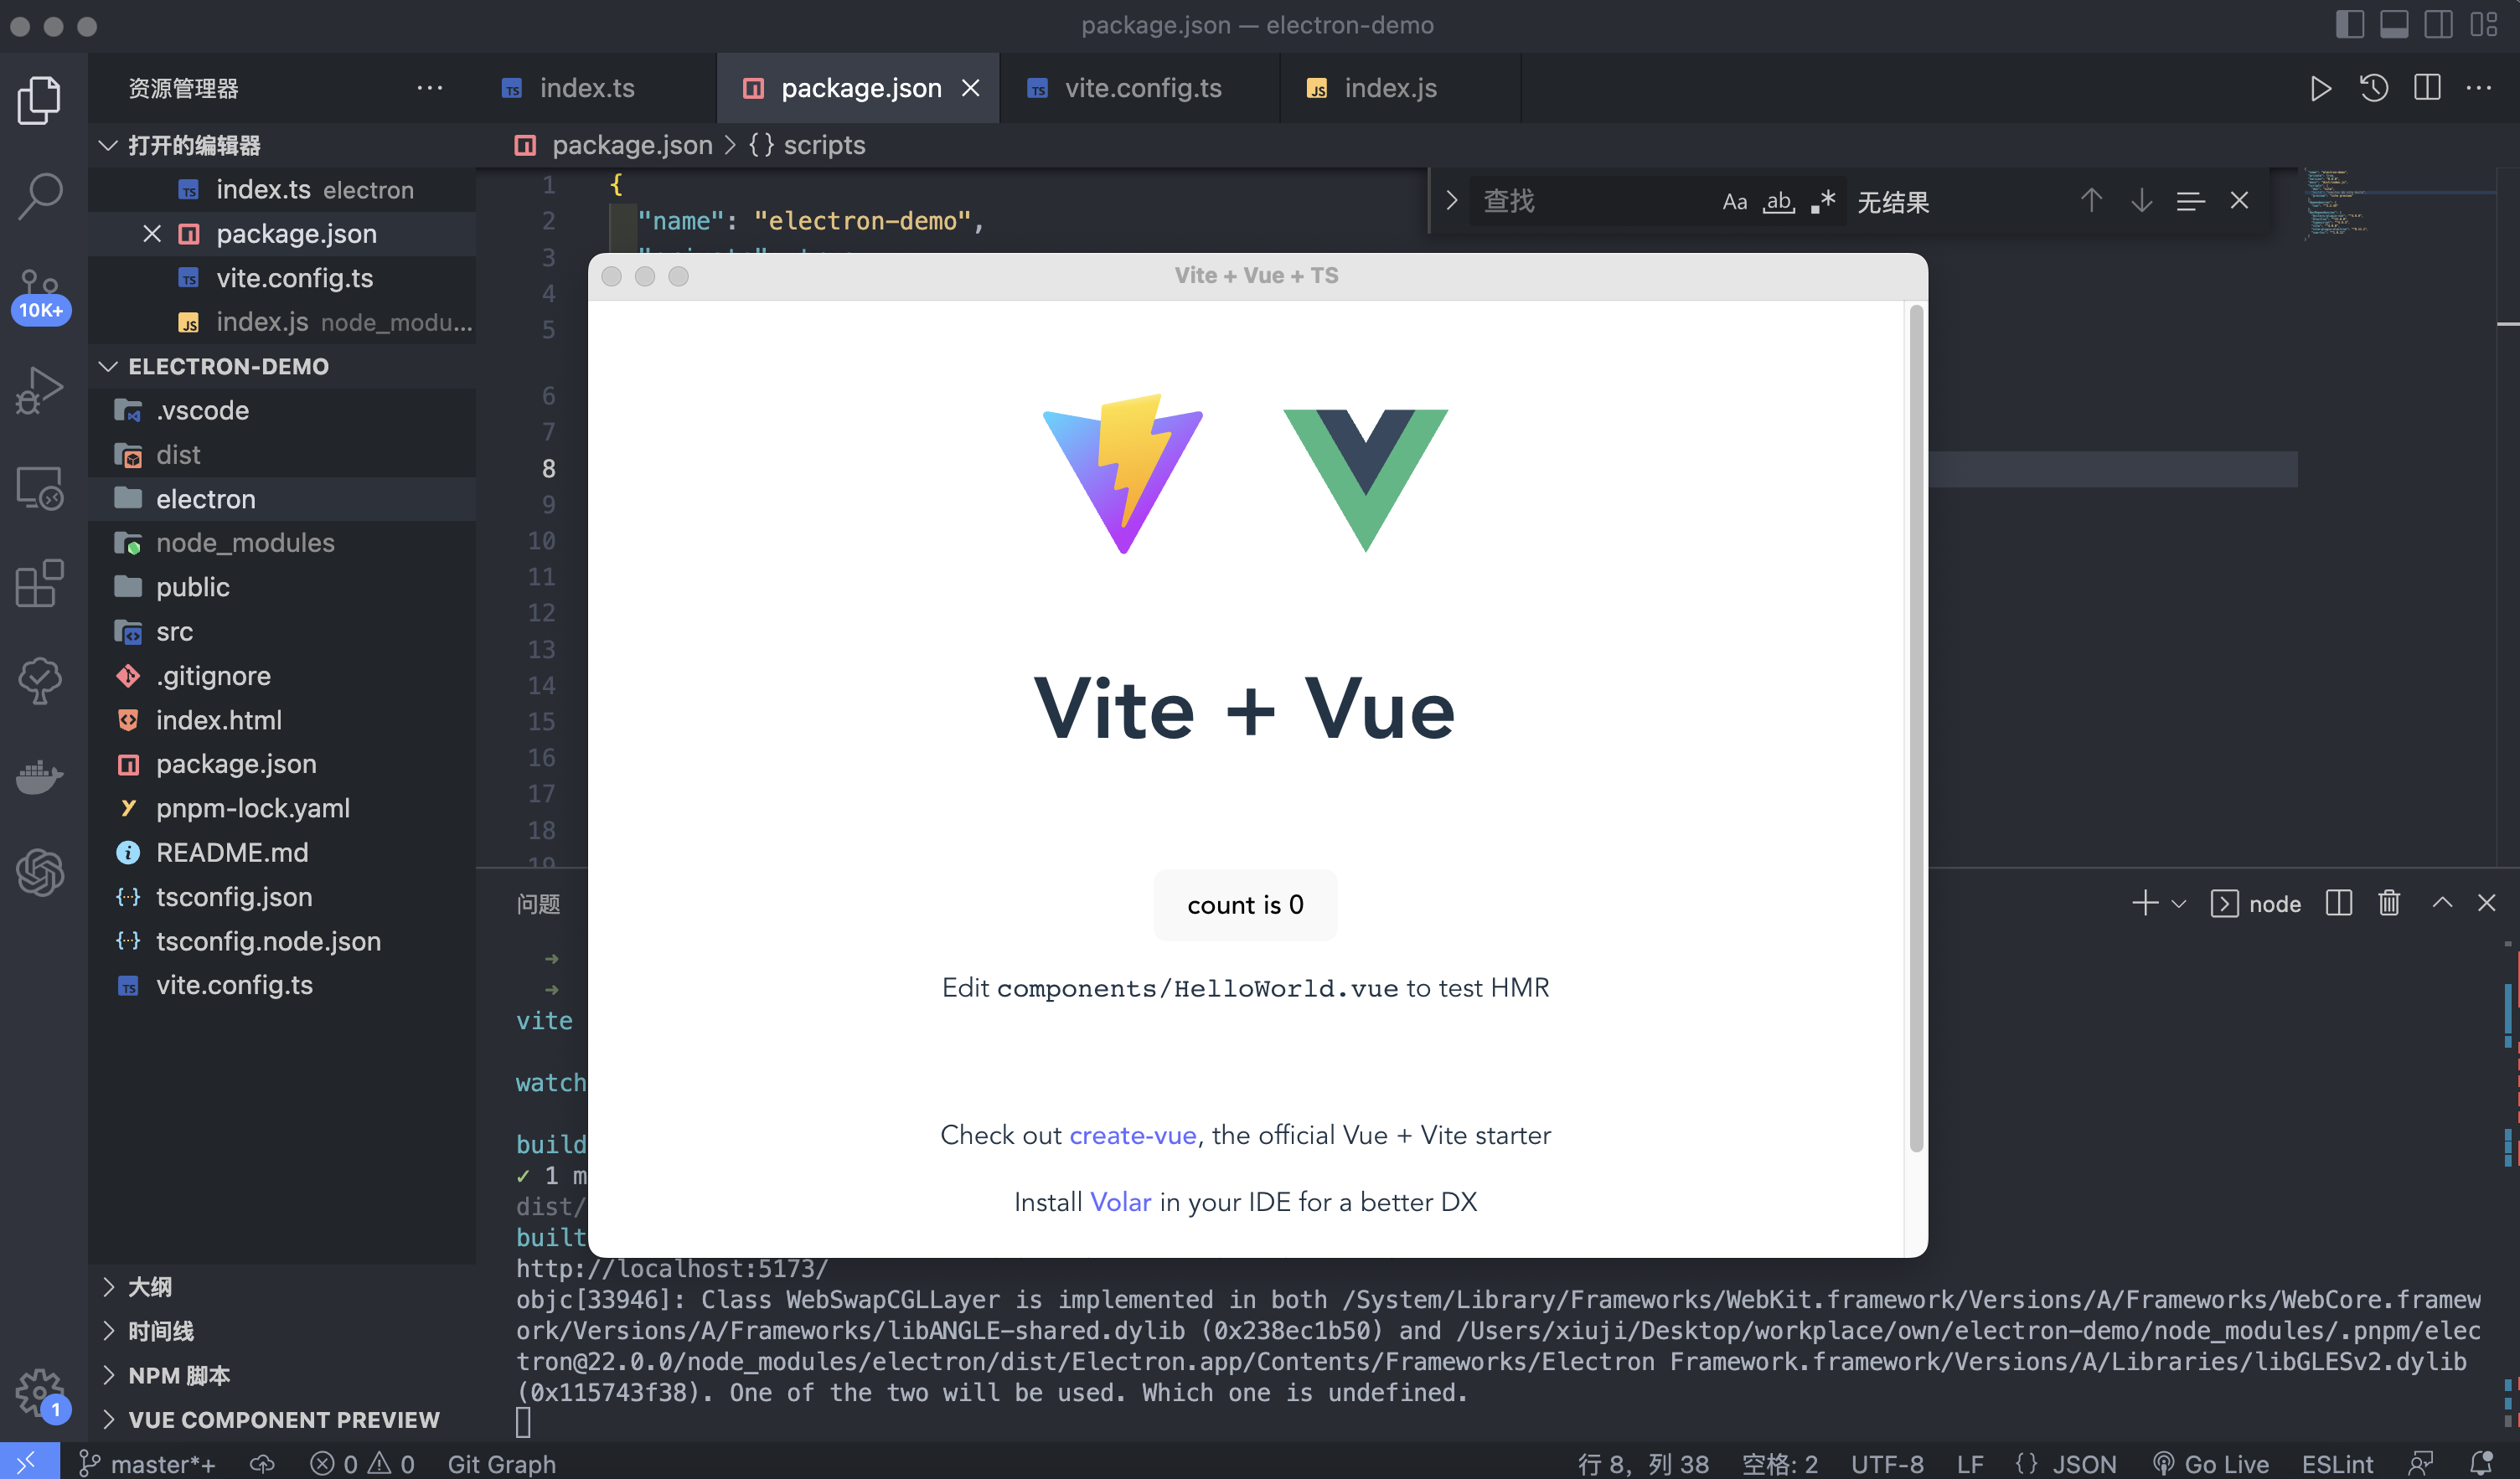 package.json — electron-demo
资源管理器
index.ts
package.json
vite.config.ts
index.js
打开的编辑器
index.ts electron
package.json
vite.config.ts
index.js node_modu...
10K+
ELECTRON-DEMO
.vscode
dist
electron
node_modules
public
src
.gitignore
index.html
package.json
pnpm-lock.yaml
README.md
tsconfig.json
tsconfig.node.json
vite.config.ts
大纲
时间线
NPM 脚本
VUE COMPONENT PREVIEW
1
package.json > {} scripts
查找
Aa ab .* 无结果
1 {
2 "name": "electron-demo",
3
4
5
6
7
8
9
10
11
12
13
14
15
16
17
18
19
Vite + Vue + TS
Vite + Vue
count is 0
Edit components/HelloWorld.vue to test HMR
Check out create-vue, the official Vue + Vite starter
Install Volar in your IDE for a better DX
问题
node
➜
➜
vite
watch
build
✓ 1 m
dist/
built
http://localhost:5173/
objc[33946]: Class WebSwapCGLLayer is implemented in both /System/Library/Frameworks/WebKit.framework/Versions/A/Frameworks/WebCore.framew
ork/Versions/A/Frameworks/libANGLE-shared.dylib (0x238ec1b50) and /Users/xiuji/Desktop/workplace/own/electron-demo/node_modules/.pnpm/elec
tron@22.0.0/node_modules/electron/dist/Electron.app/Contents/Frameworks/Electron Framework.framework/Versions/A/Libraries/libGLESv2.dylib
(0x115743f38). One of the two will be used. Which one is undefined.
master*+
0
0
Git Graph
行 8, 列 38
空格: 2
UTF-8
LF
{} JSON
Go Live
ESLint